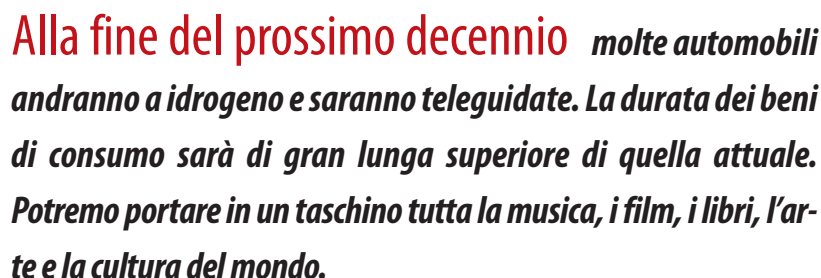 Alla fine del prossimo decennio molte automobili
andranno a idrogeno e saranno teleguidate. La durata dei beni
di consumo sarà di gran lunga superiore di quella attuale.
Potremo portare in un taschino tutta la musica, i film, i libri, l’ar-
te e la cultura del mondo.